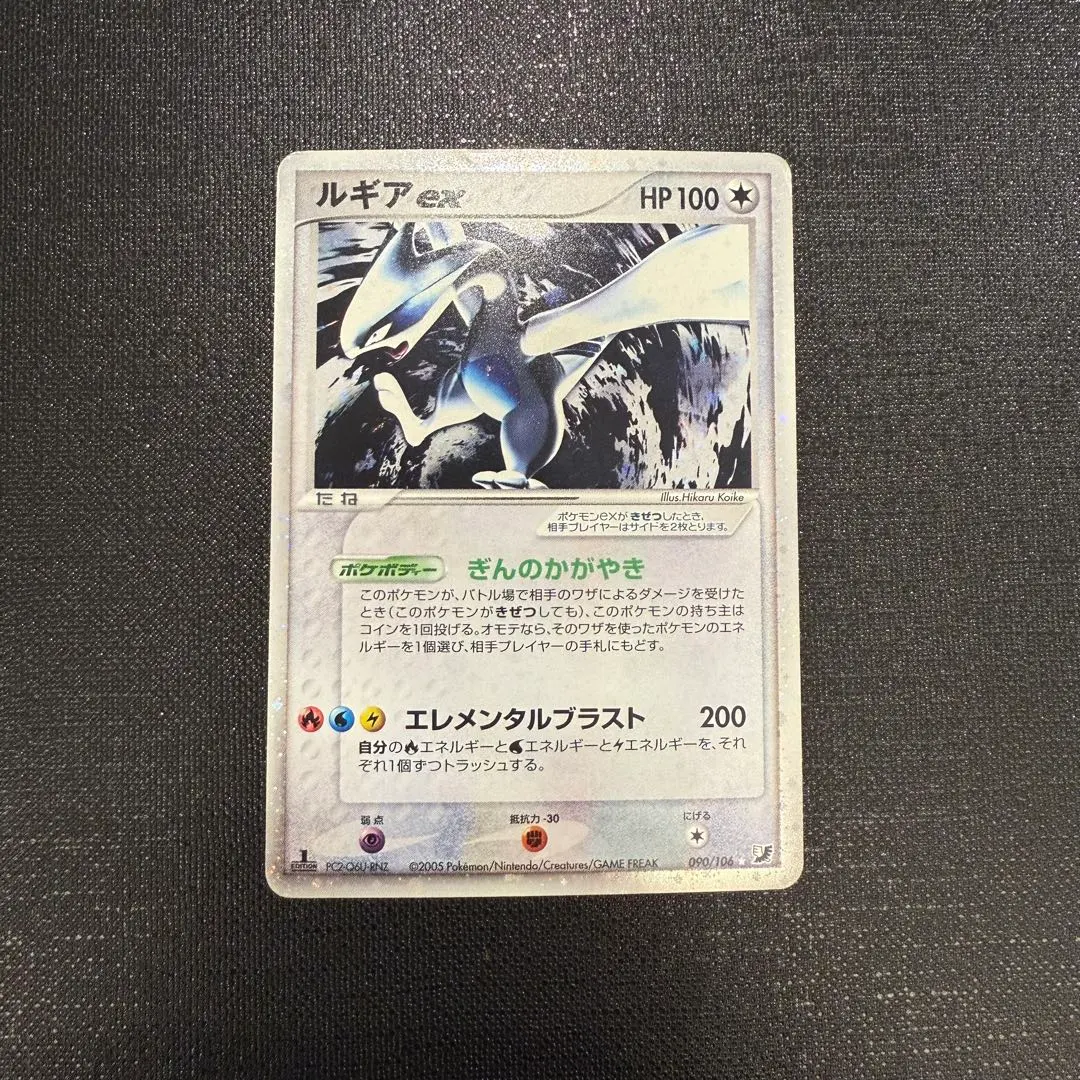 ルギアex HP100
たね Illus.Hikaru Koike
ポケモンexがきぜつしたとき、
相手プレイヤーはサイドを2枚とります。
ポケボディー ぎんのかがやき
このポケモンが、バトル場で相手のワザによるダメージを受けた
とき(このポケモンがきぜつしても)、このポケモンの持ち主は
コインを1回投げる。オモテなら、そのワザを使ったポケモンのエネ
ルギーを1個選び、相手プレイヤーの手札にもどす。
エレメンタルブラスト 200
自分のエネルギーとエネルギーとエネルギーを、それ
ぞれ1個ずつトラッシュする。
弱点 抵抗力-30 にげる
1 EDITION PC2-Q6U-RNZ ©2005 Pokémon/Nintendo/Creatures/GAME FREAK 090/106